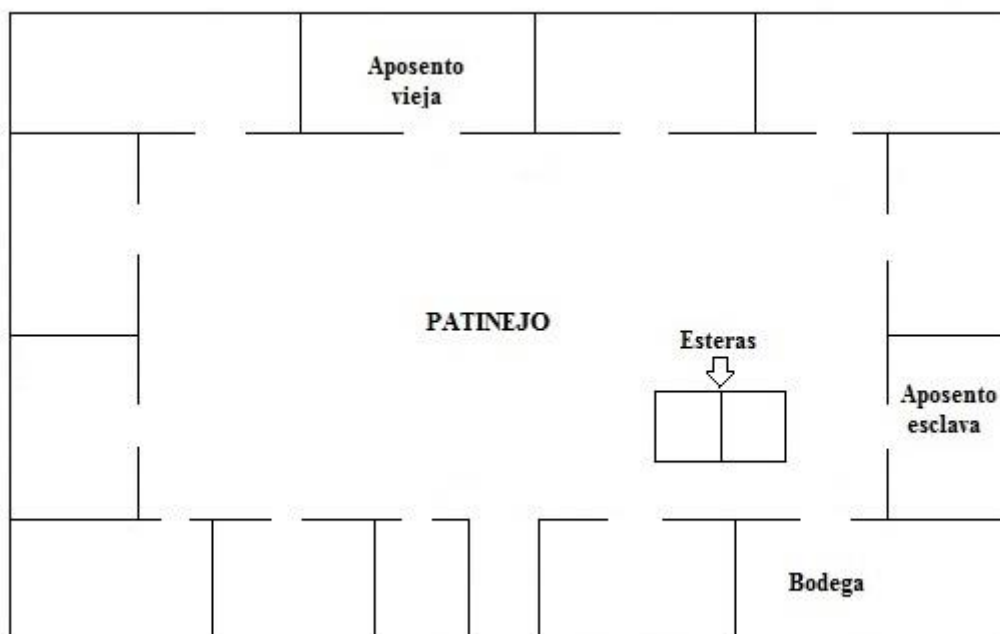 Aposento
vieja
PATINEJO
Esteras
Aposento
esclava
Bodega